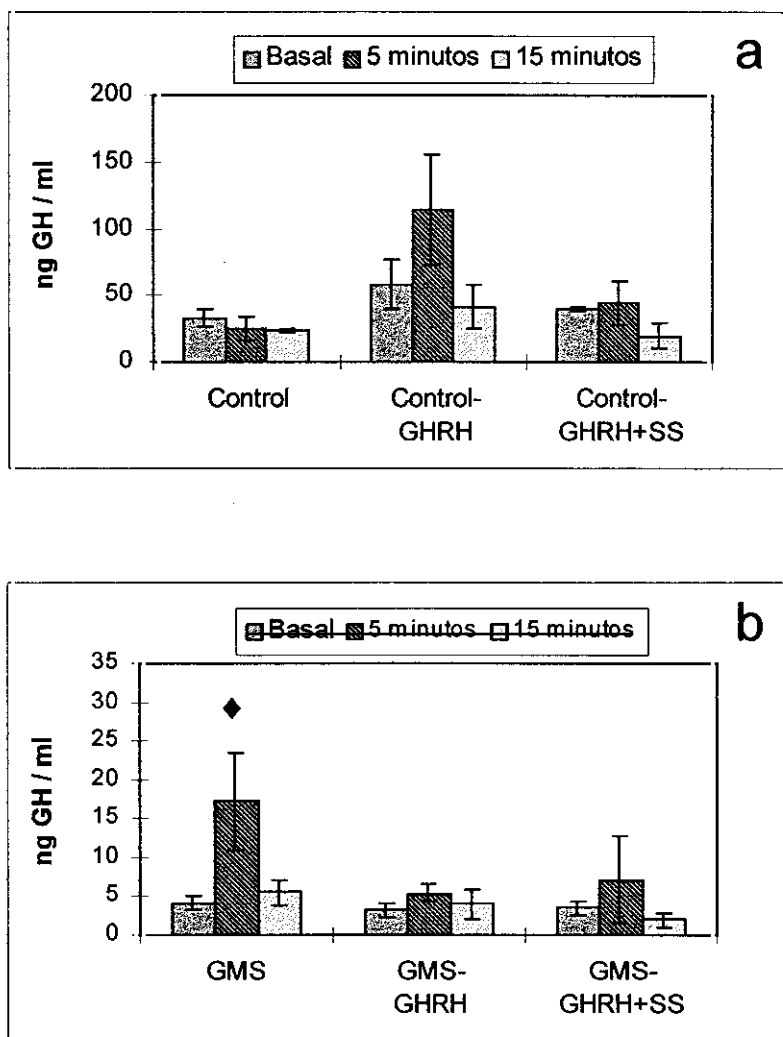 a
Basal 5 minutos 15 minutos
200
150
100
50
0
ng GH / ml
Control
Control-
GHRH
Control-
GHRH+SS
b
Basal 5 minutos 15 minutos
35
30
25
20
15
10
5
0
ng GH / ml
GMS
GMS-
GHRH
GMS-
GHRH+SS